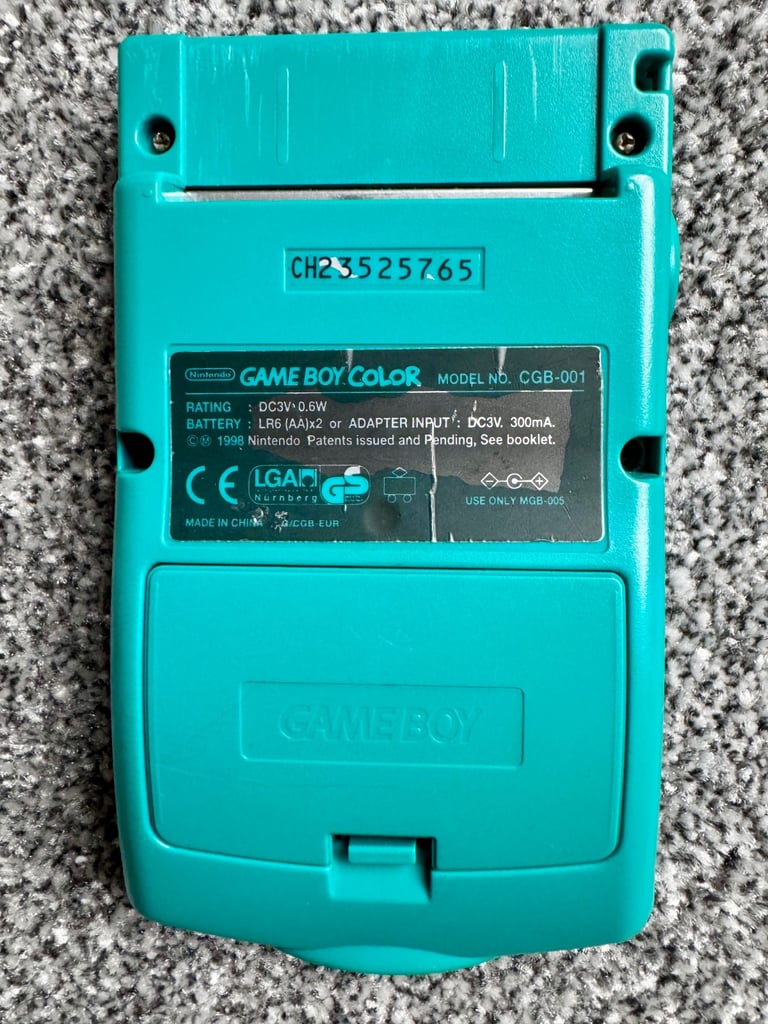 CH23525765
Nintendo GAME BOY COLOR MODEL NO. CGB-001
RATING : DC3V 0.6W
BATTERY : LR6 (AA)x2 or ADAPTER INPUT : DC3V. 300mA.
©Ⓜ 1998 Nintendo Patents issued and Pending, See booklet.
CE LGA Nürnberg GS
USE ONLY MGB-005
MADE IN CHINA /CGB-EUR
GAME BOY